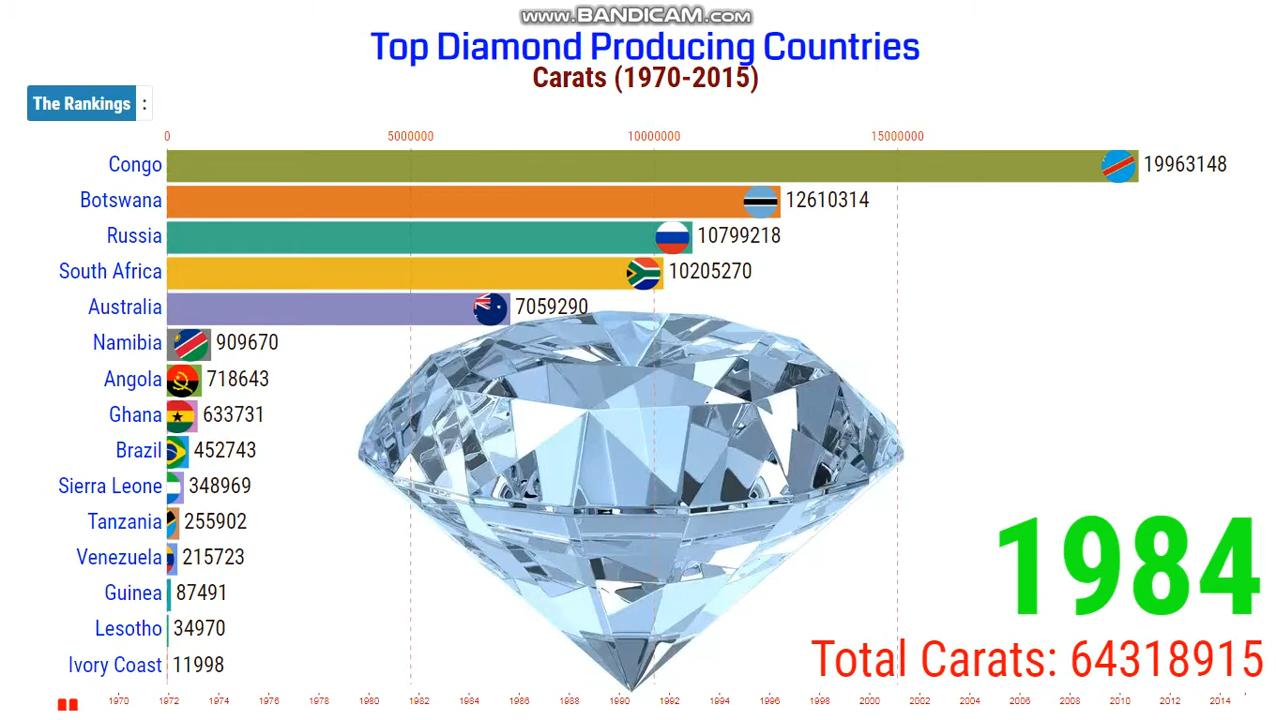 www.BANDICAM.com
Top Diamond Producing Countries
Carats (1970-2015)
The Rankings :
0 5000000 10000000 15000000
Congo 19963148
Botswana 12610314
Russia 10799218
South Africa 10205270
Australia 7059290
Namibia 909670
Angola 718643
Ghana 633731
Brazil 452743
Sierra Leone 348969
Tanzania 255902
Venezuela 215723
Guinea 87491
Lesotho 34970
Ivory Coast 11998
1984
Total Carats: 64318915
1970 1972 1974 1976 1978 1980 1982 1984 1986 1988 1990 1992 1994 1996 1998 2000 2002 2004 2006 2008 2010 2012 2014